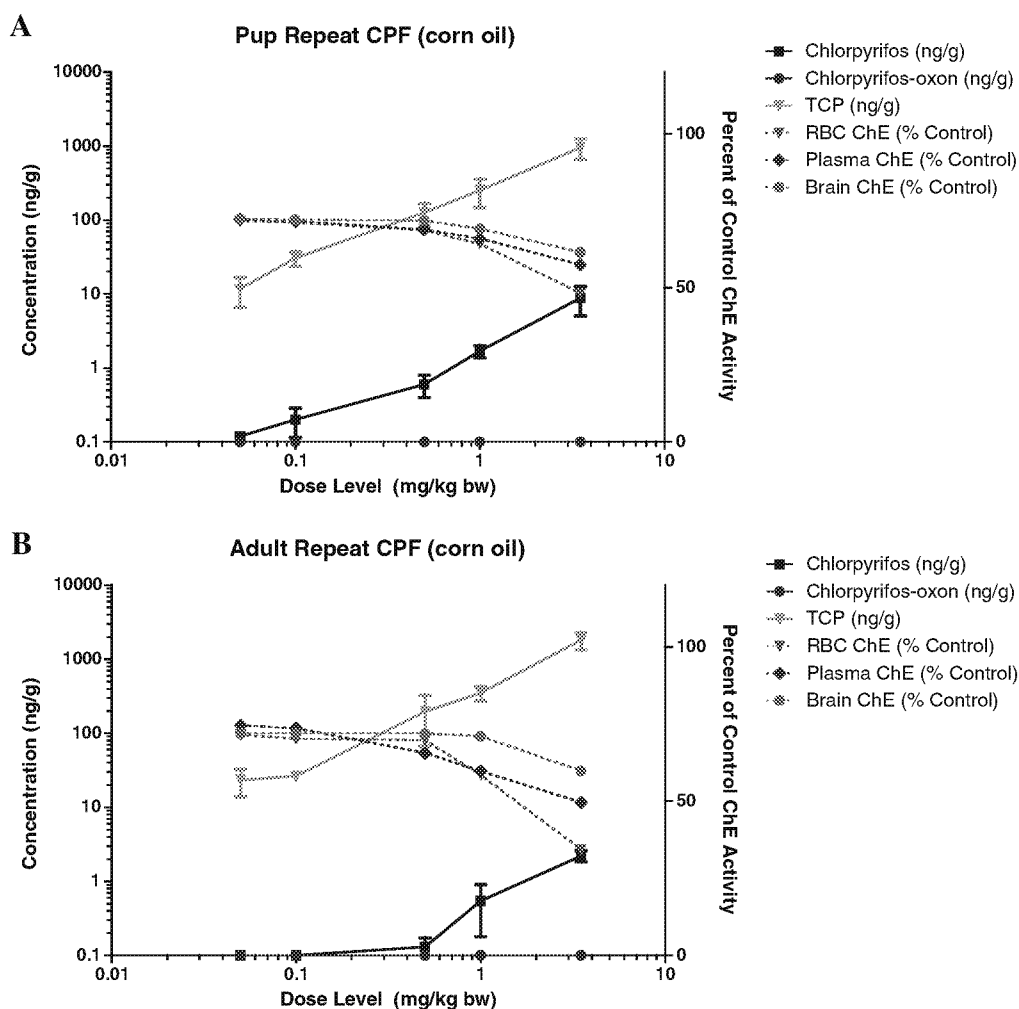 A
Pup Repeat CPF (corn oil)
10000
1000
100
10
1
0.1
Concentration (ng/g)
0.01
0.1
1
10
Dose Level (mg/kg bw)
100
50
0
Percent of Control ChE Activity
Chlorpyrifos (ng/g)
Chlorpyrifos-oxon (ng/g)
TCP (ng/g)
RBC ChE (% Control)
Plasma ChE (% Control)
Brain ChE (% Control)
B
Adult Repeat CPF (corn oil)
10000
1000
100
10
1
0.1
Concentration (ng/g)
0.01
0.1
1
10
Dose Level (mg/kg bw)
100
50
0
Percent of Control ChE Activity
Chlorpyrifos (ng/g)
Chlorpyrifos-oxon (ng/g)
TCP (ng/g)
RBC ChE (% Control)
Plasma ChE (% Control)
Brain ChE (% Control)